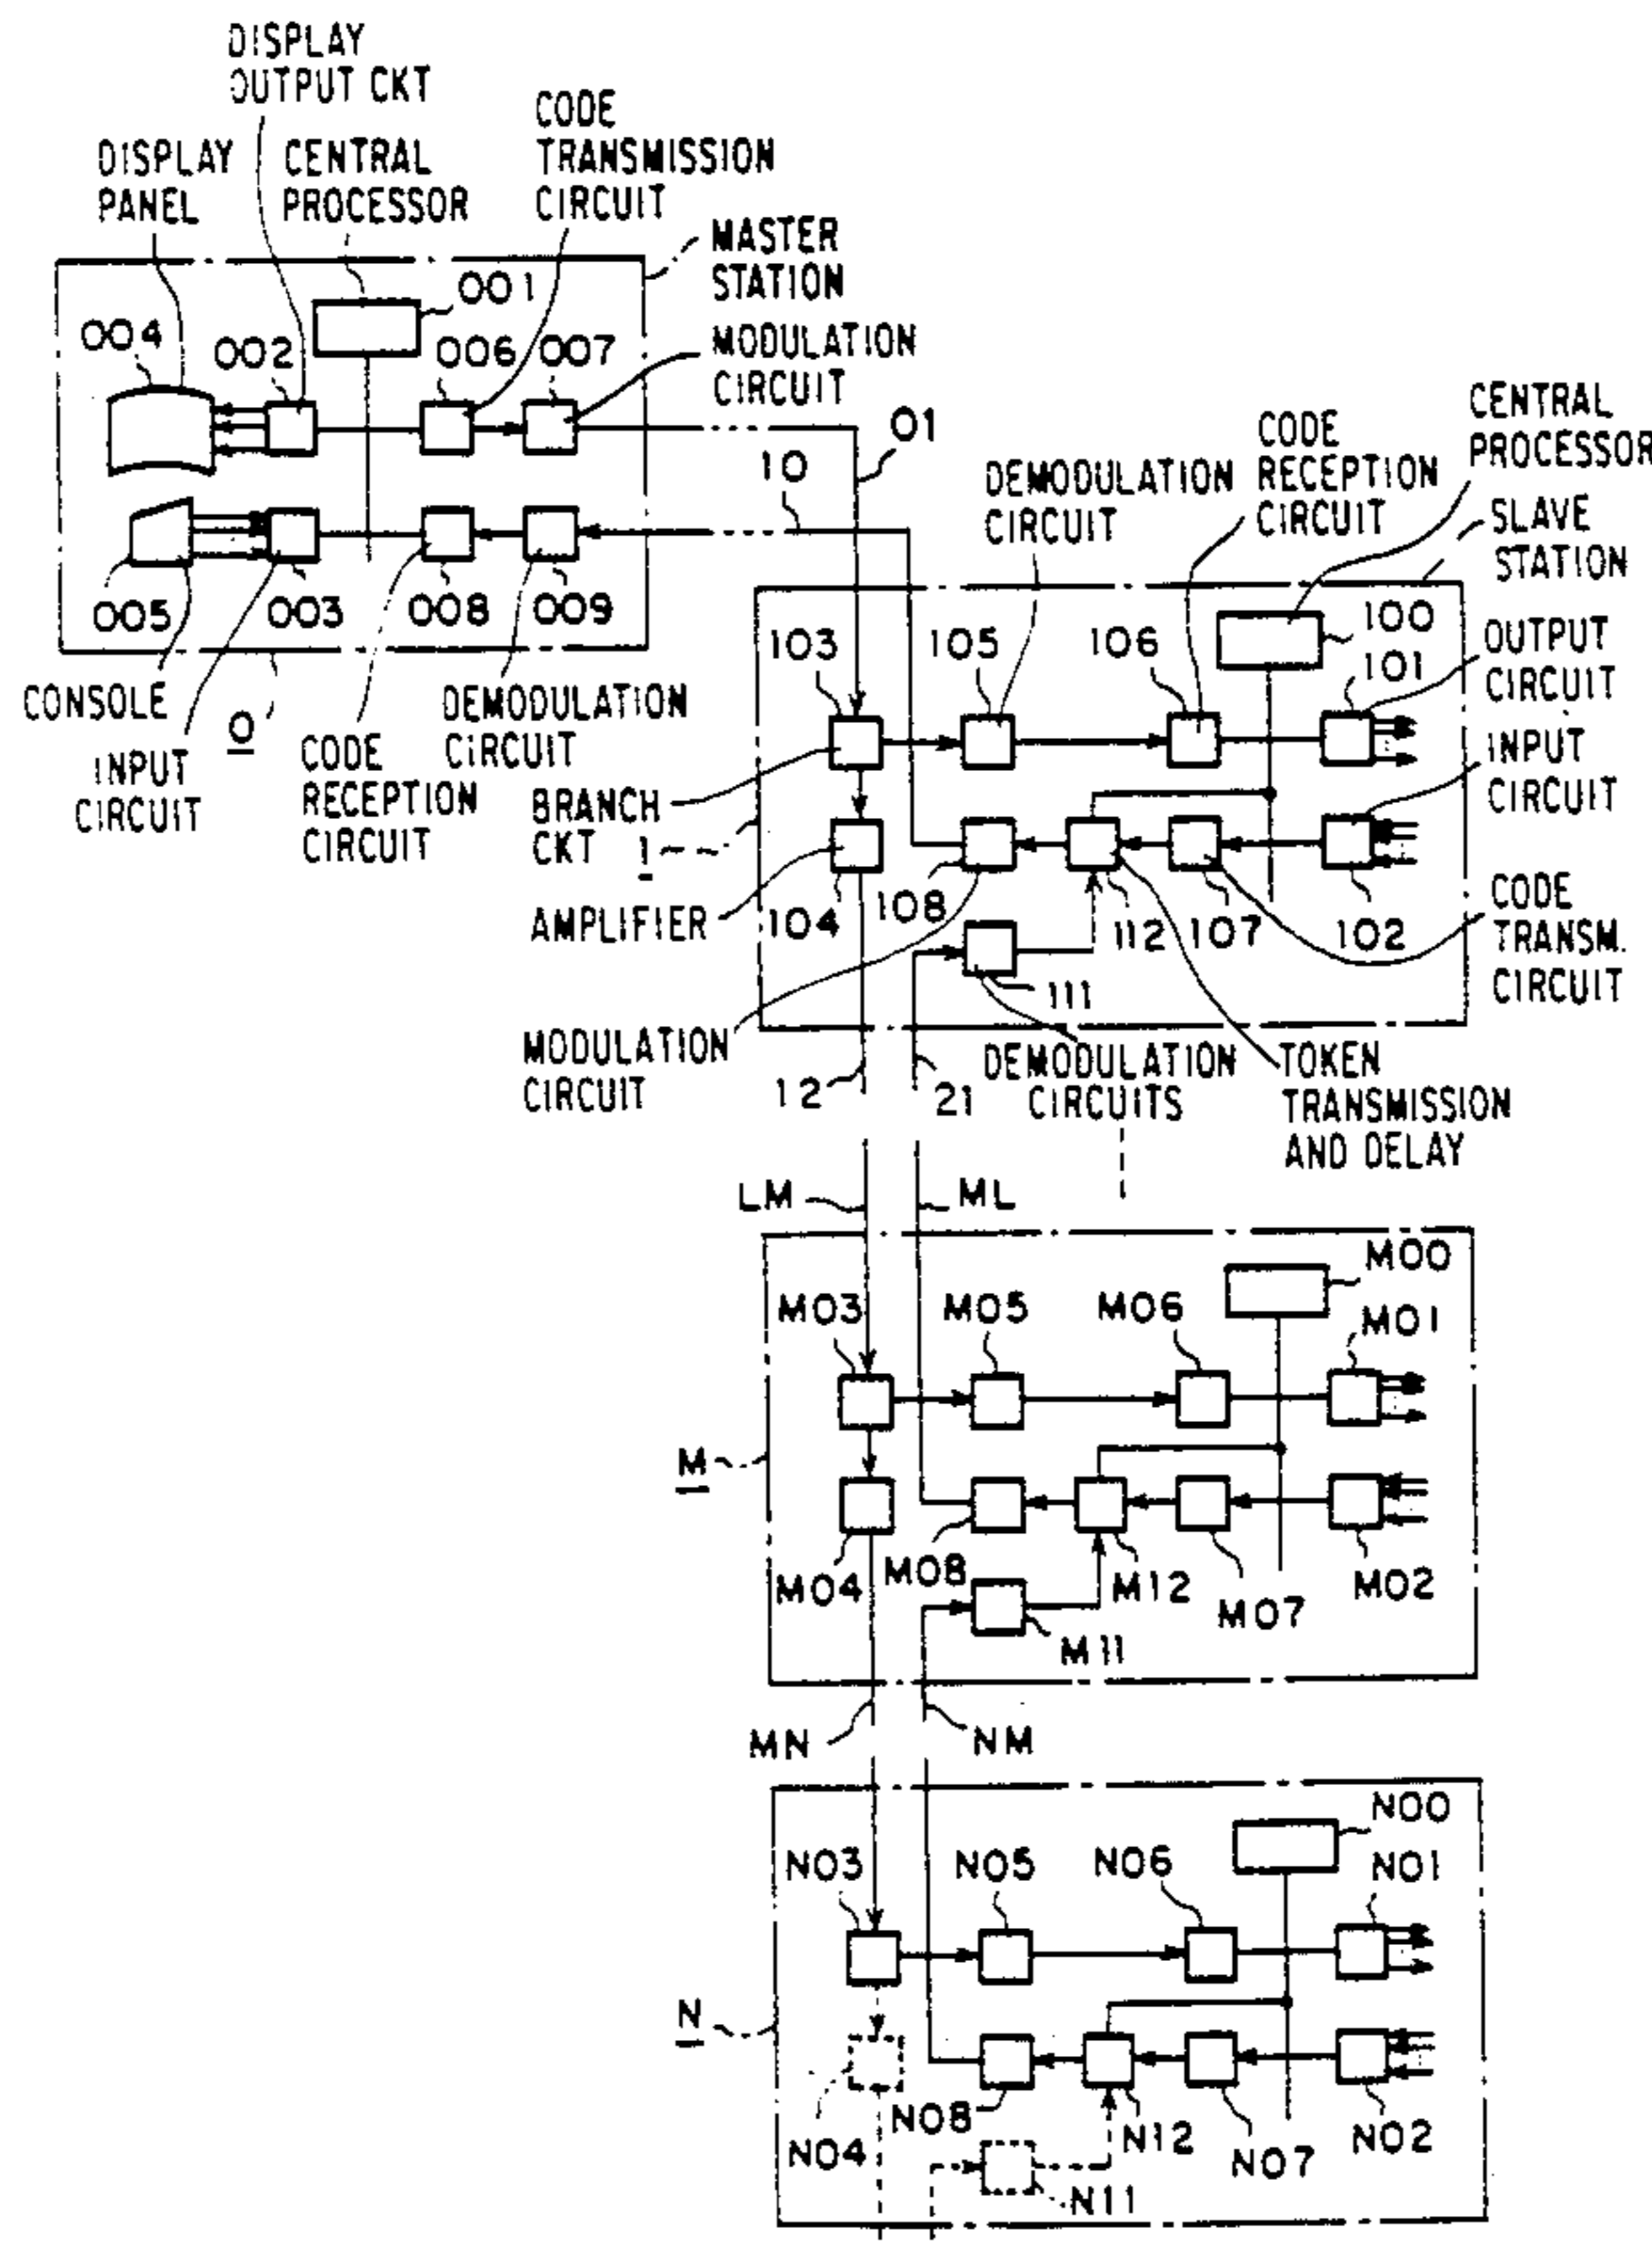 DISPLAY
OUTPUT CKT
CODE
TRANSMISSION
CIRCUIT
DISPLAY
PANEL
CENTRAL
PROCESSOR
MASTER
STATION
001
004
002
006
007
MODULATION
CIRCUIT
01
10
DEMODULATION
CIRCUIT
CODE
RECEPTION
CIRCUIT
CENTRAL
PROCESSOR
SLAVE
STATION
005
003
008
009
CONSOLE
INPUT
CIRCUIT
0
CODE
RECEPTION
CIRCUIT
DEMODULATION
CIRCUIT
103
105
106
100
101
OUTPUT
CIRCUIT
INPUT
CIRCUIT
BRANCH
CKT
1
AMPLIFIER
104
108
112
107
102
CODE
TRANSM.
CIRCUIT
111
MODULATION
CIRCUIT
12
21
DEMODULATION
CIRCUITS
TOKEN
TRANSMISSION
AND DELAY
LM
ML
M00
M03
M05
M06
M01
M
M04
M08
M12
M07
M02
M11
MN
NM
N00
N03
N05
N06
N01
N
N04
N08
N12
N07
N02
N11